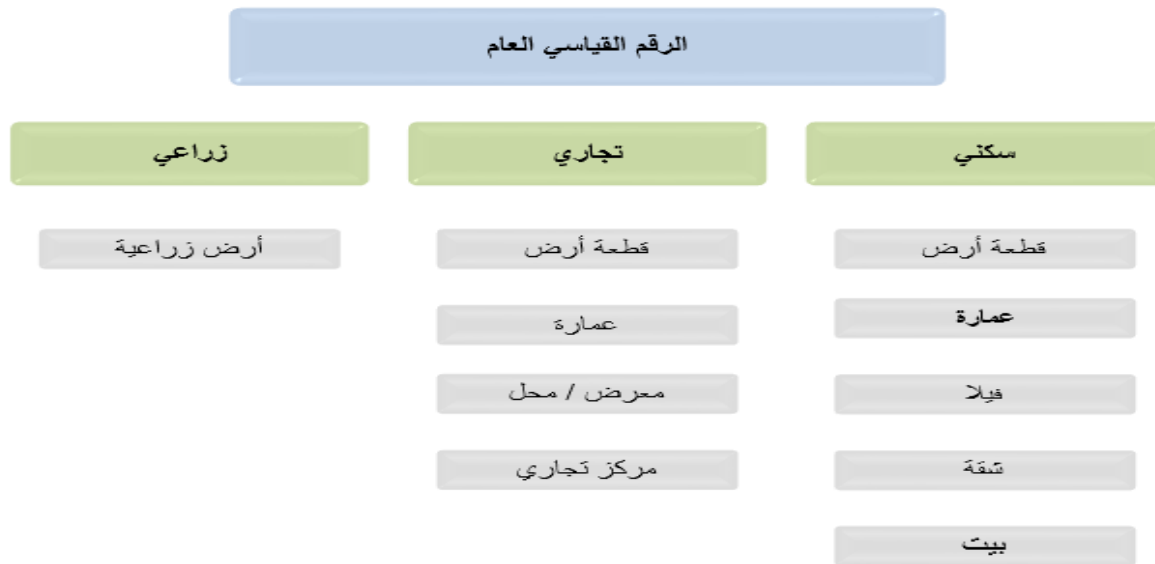 الرقم القياسي العام
سكني
تجاري
زراعي
قطعة أرض
قطعة أرض
أرض زراعية
عمارة
عمارة
فيلا
معرض / محل
شقة
مركز تجاري
بيت